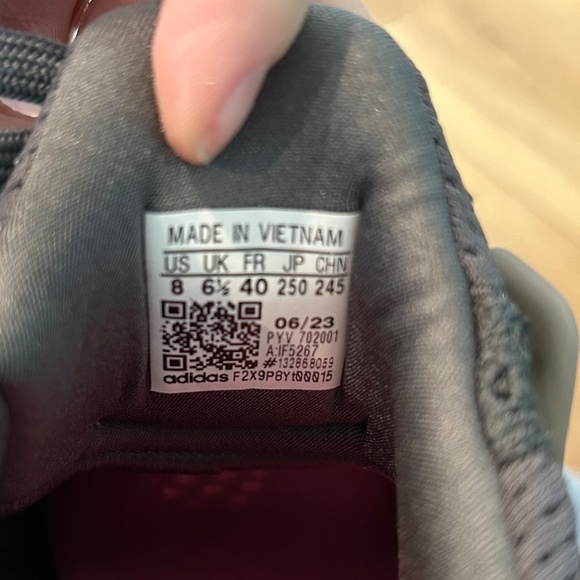 MADE IN VIETNAM
US UK FR JP CHN
8 6½ 40 250 245
06/23
PYV 702001
A:IF5267
#132868059
adidas F2X9P8Yt00015